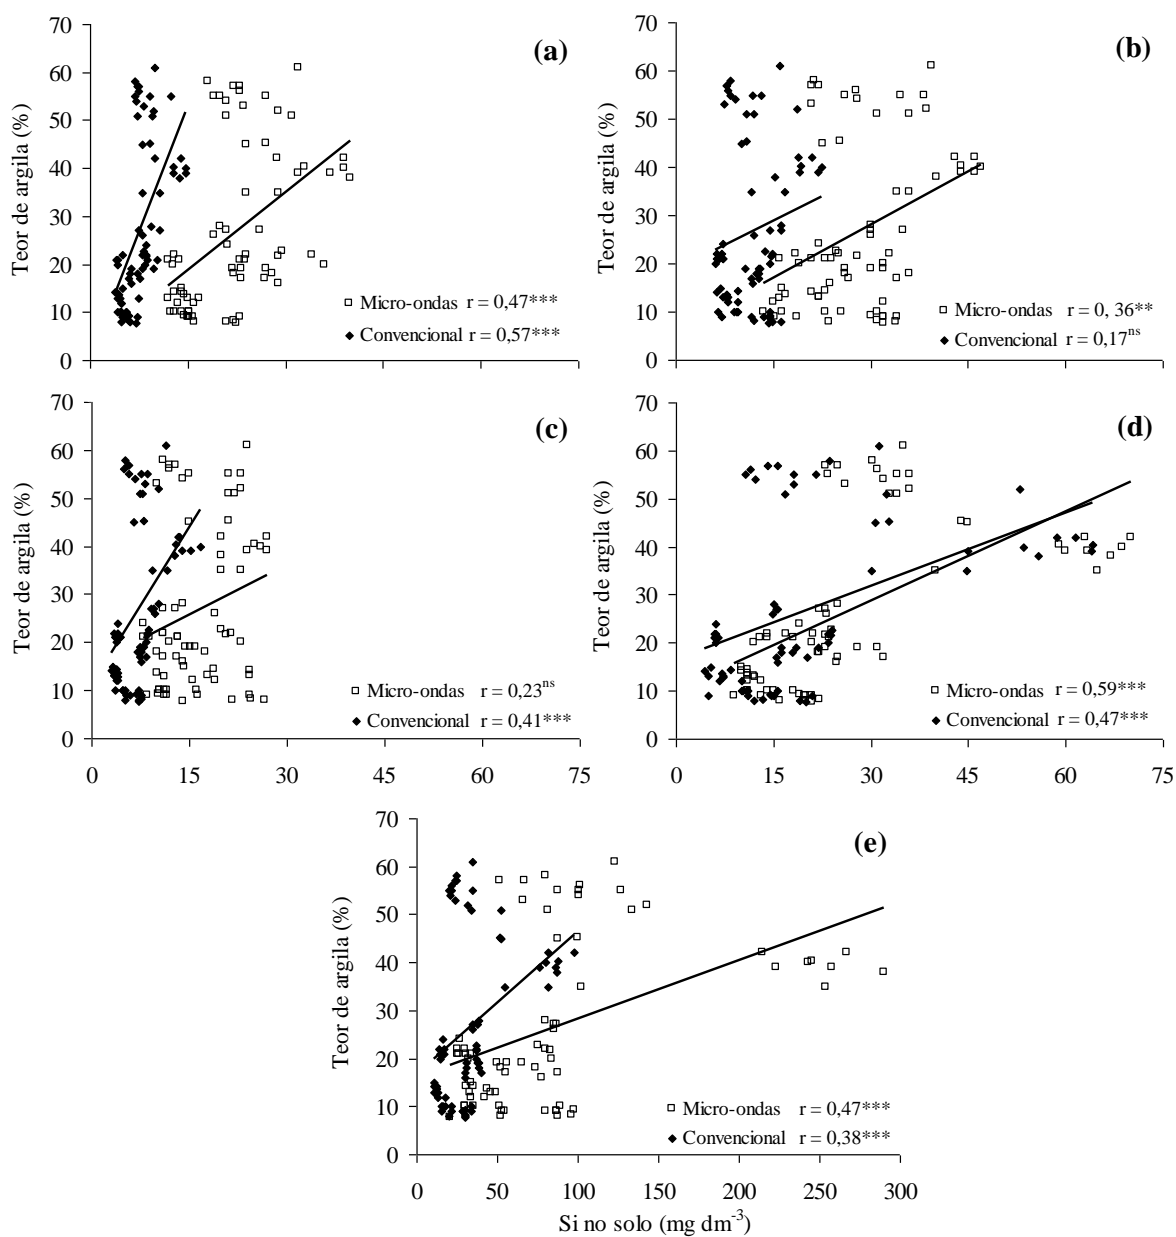 (a)
70
60
50
40
30
20
10
0
Teor de argila (%)
Micro-ondas r = 0,47***
Convencional r = 0,57***
(b)
70
60
50
40
30
20
10
0
Teor de argila (%)
Micro-ondas r = 0, 36**
Convencional r = 0,17ns
(c)
70
60
50
40
30
20
10
0
Teor de argila (%)
Micro-ondas r = 0,23ns
Convencional r = 0,41***
0 15 30 45 60 75
(d)
70
60
50
40
30
20
10
0
Teor de argila (%)
Micro-ondas r = 0,59***
Convencional r = 0,47***
0 15 30 45 60 75
(e)
70
60
50
40
30
20
10
0
Teor de argila (%)
Micro-ondas r = 0,47***
Convencional r = 0,38***
0 50 100 150 200 250 300
Si no solo (mg dm-3)